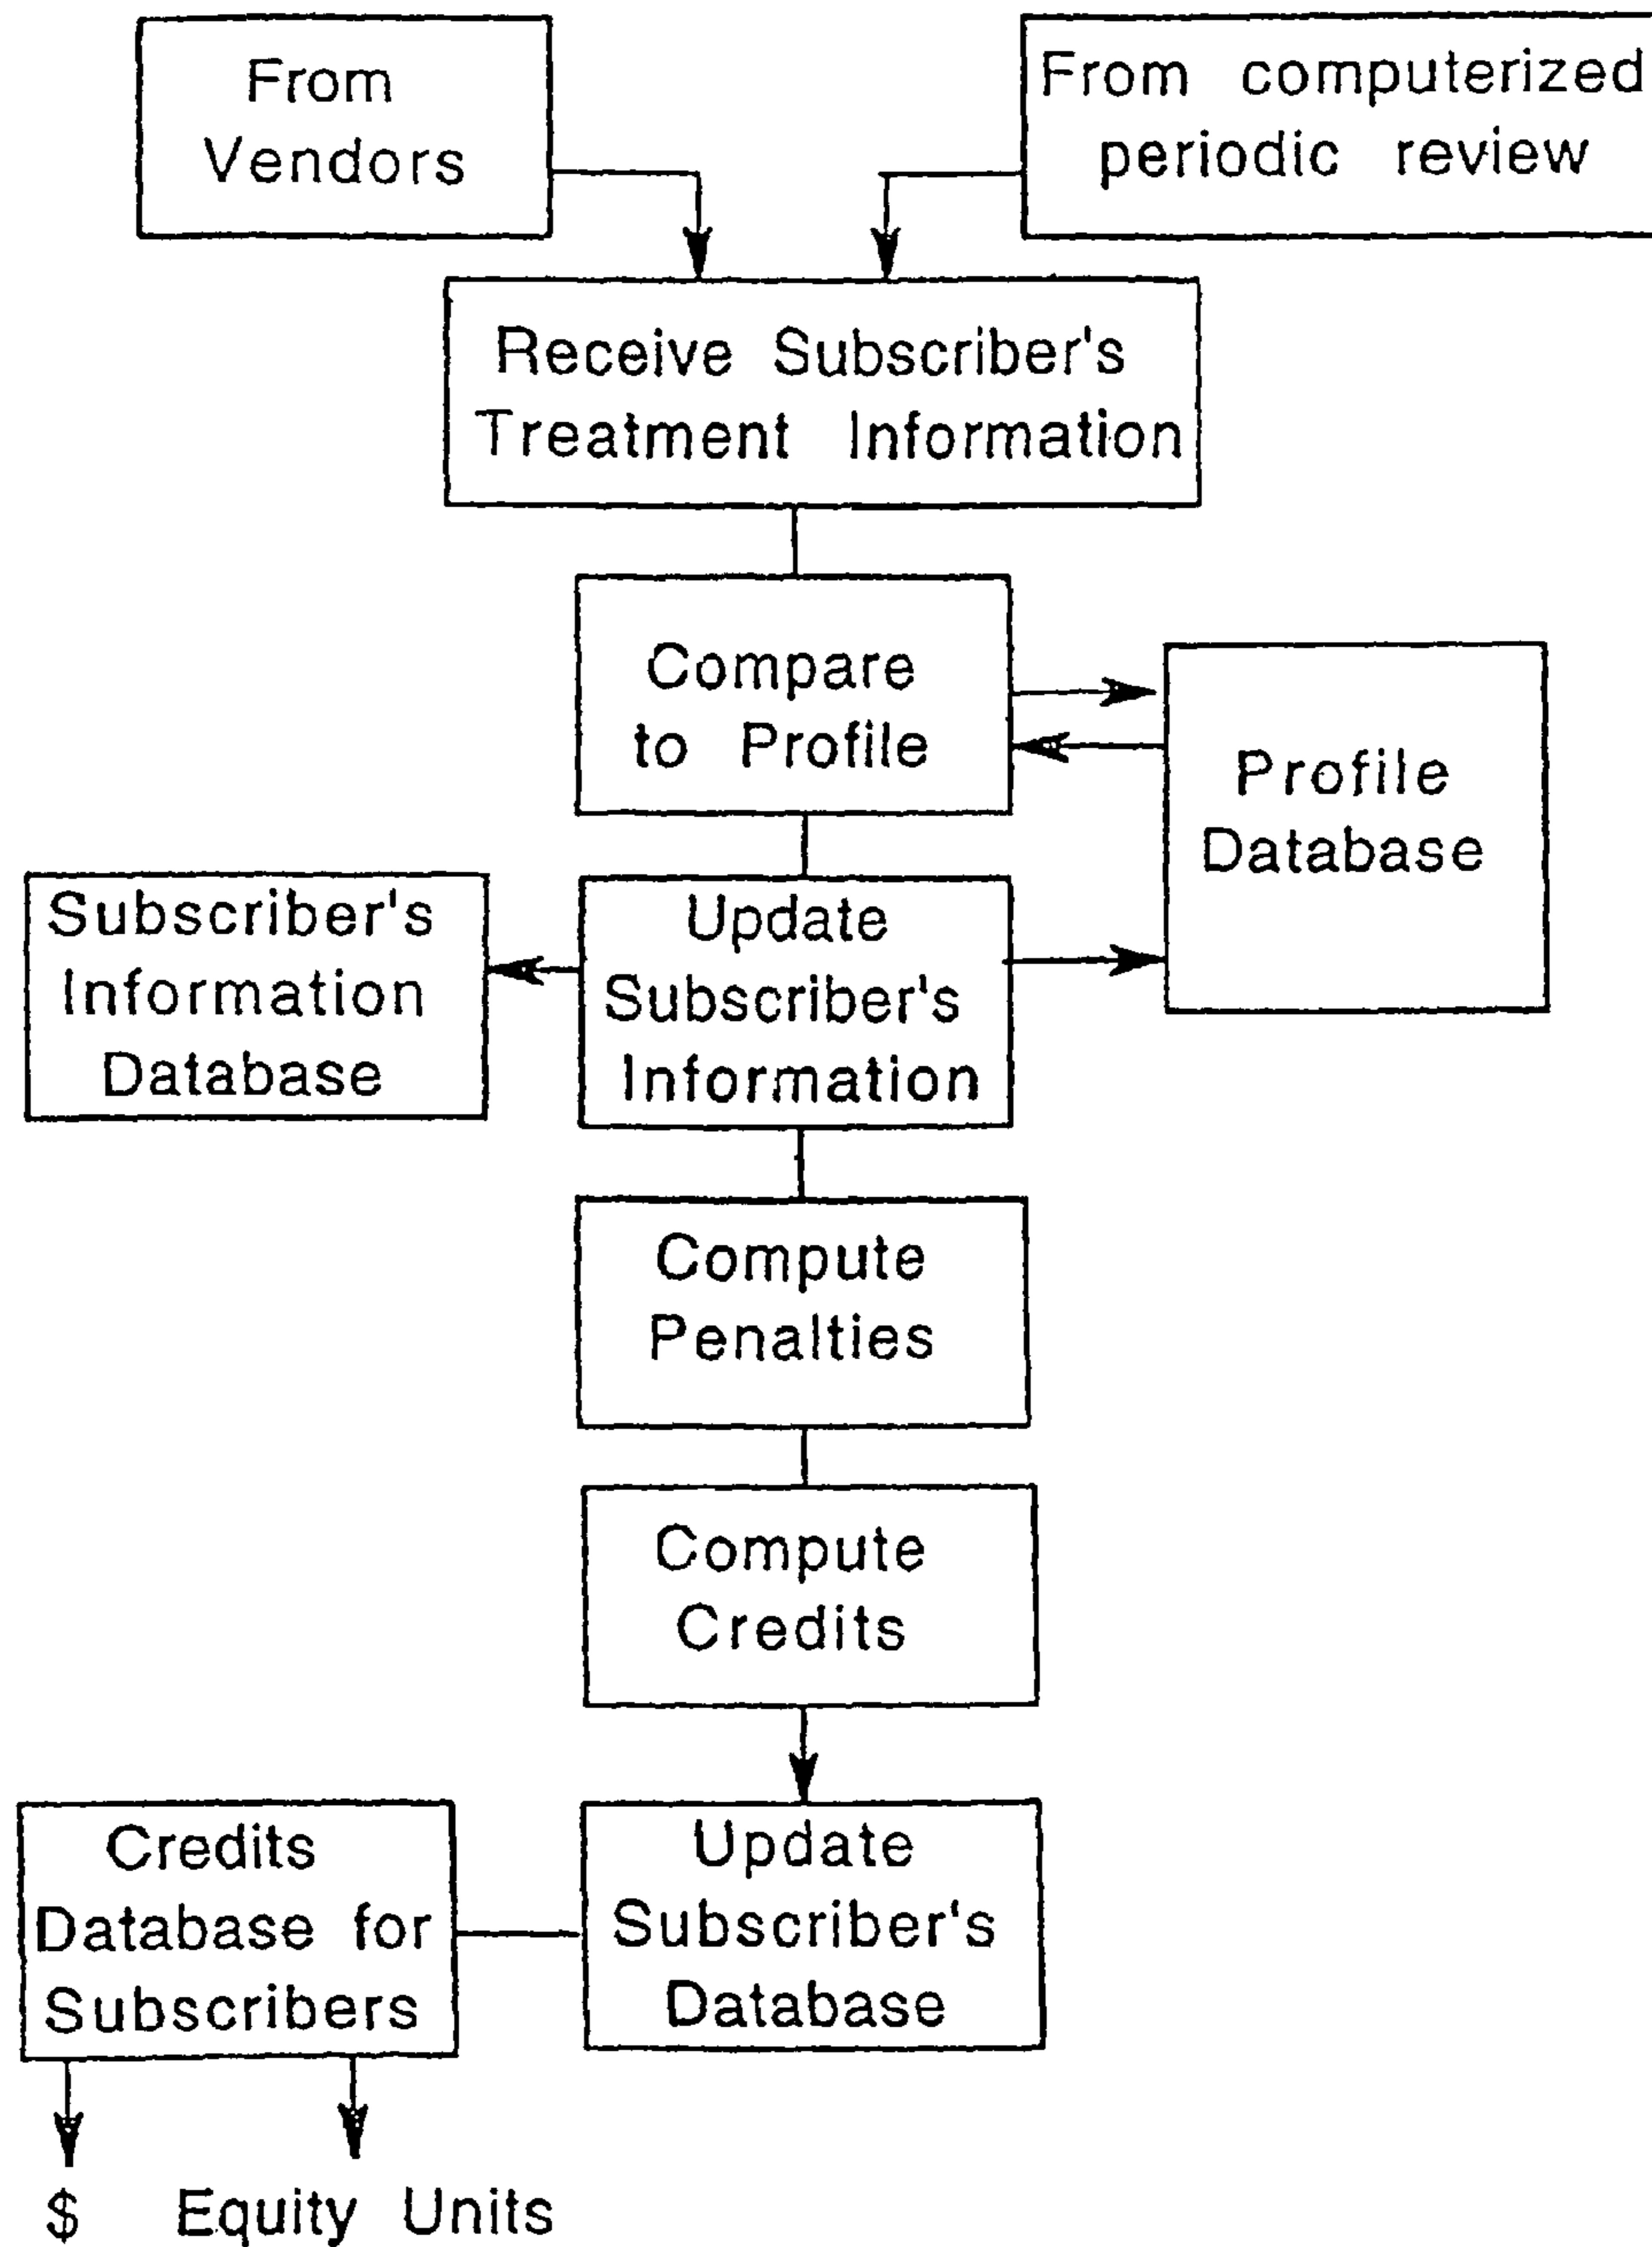 From
Vendors
From computerized
periodic review
Receive Subscriber's
Treatment Information
Compare
to Profile
Profile
Database
Subscriber's
Information
Database
Update
Subscriber's
Information
Compute
Penalties
Compute
Credits
Credits
Database for
Subscribers
Update
Subscriber's
Database
$ Equity Units